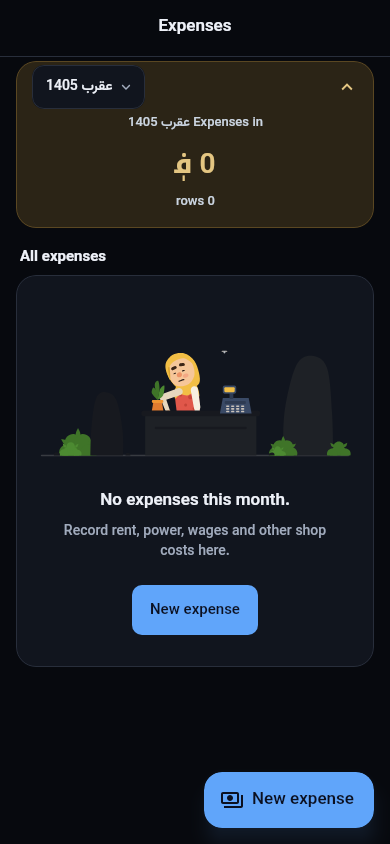 Expenses
عقرب 1405
Expenses in عقرب 1405
0 ؋
0 rows
All expenses
No expenses this month.
Record rent, power, wages and other shop
costs here.
New expense
New expense